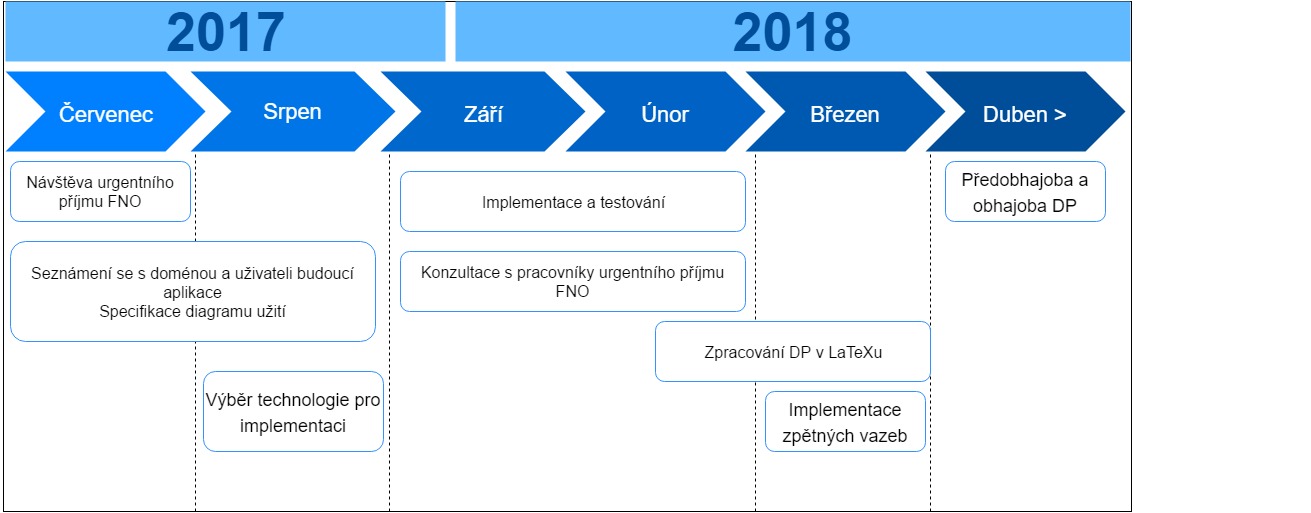 2017
2018
Červenec
Srpen
Září
Únor
Březen
Duben >
Návštěva urgentního
příjmu FNO
Implementace a testování
Předobhajoba a
obhajoba DP
Seznámení se s doménou a uživateli budoucí
aplikace
Specifikace diagramu užití
Konzultace s pracovníky urgentního příjmu
FNO
Zpracování DP v LaTeXu
Výběr technologie pro
implementaci
Implementace
zpětných vazeb